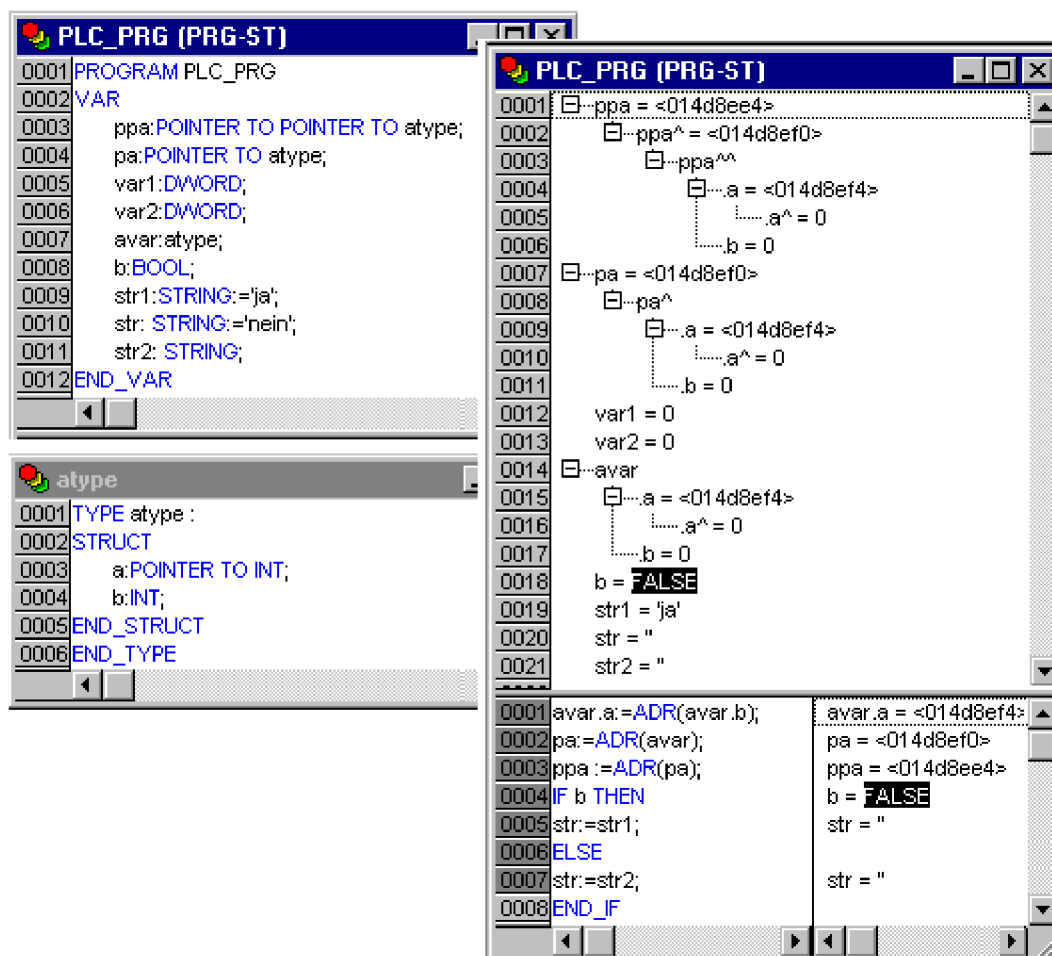 PLC_PRG (PRG-ST)
0001 PROGRAM PLC_PRG
0002 VAR
0003 ppa:POINTER TO POINTER TO atype;
0004 pa:POINTER TO atype;
0005 var1:DWORD;
0006 var2:DWORD;
0007 avar:atype;
0008 b:BOOL;
0009 str1:STRING:='ja';
0010 str: STRING:='nein';
0011 str2: STRING;
0012 END_VAR
atype
0001 TYPE atype :
0002 STRUCT
0003 a:POINTER TO INT;
0004 b:INT;
0005 END_STRUCT
0006 END_TYPE
PLC_PRG (PRG-ST)
0001 ppa = <014d8ee4>
0002 ppa^ = <014d8ef0>
0003 ppa^^
0004 .a = <014d8ef4>
0005 .a^ = 0
0006 .b = 0
0007 pa = <014d8ef0>
0008 pa^
0009 .a = <014d8ef4>
0010 .a^ = 0
0011 .b = 0
0012 var1 = 0
0013 var2 = 0
0014 avar
0015 .a = <014d8ef4>
0016 .a^ = 0
0017 .b = 0
0018 b = FALSE
0019 str1 = 'ja'
0020 str = ''
0021 str2 = ''
0001 avar.a:=ADR(avar.b); avar.a = <014d8ef4>
0002 pa:=ADR(avar); pa = <014d8ef0>
0003 ppa :=ADR(pa); ppa = <014d8ee4>
0004 IF b THEN b = FALSE
0005 str:=str1; str = ''
0006 ELSE
0007 str:=str2; str = ''
0008 END_IF